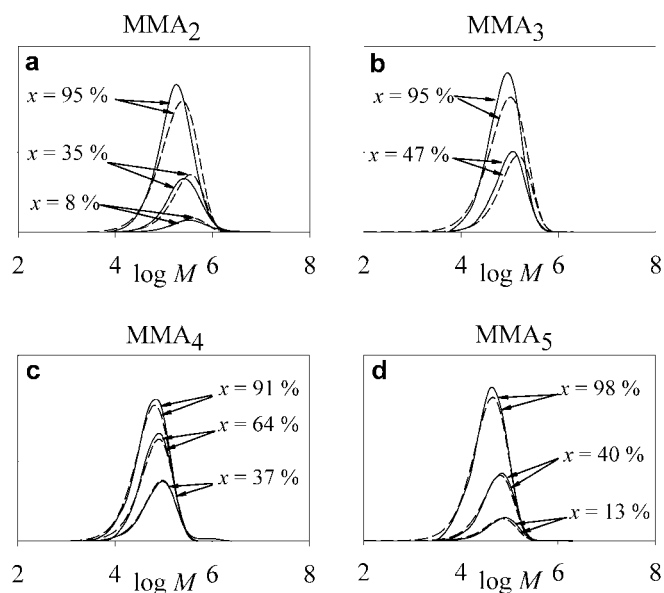 MMA₂
a
x = 95 %
x = 35 %
x = 8 %
2 4 6 8
log M
MMA₃
b
x = 95 %
x = 47 %
2 4 6 8
log M
MMA₄
c
x = 91 %
x = 64 %
x = 37 %
2 4 6 8
log M
MMA₅
d
x = 98 %
x = 40 %
x = 13 %
2 4 6 8
log M